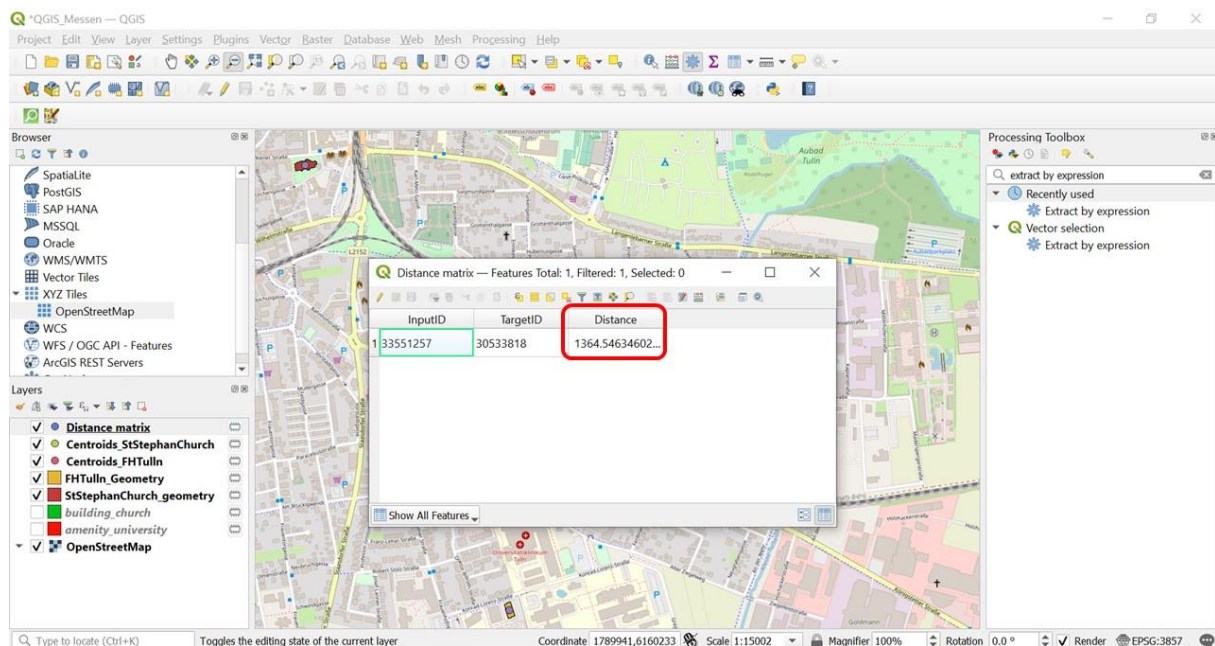 *QGIS_Messen — QGIS
Project Edit View Layer Settings Plugins Vector Raster Database Web Mesh Processing Help
Browser
SpatiaLite
PostGIS
SAP HANA
MSSQL
Oracle
WMS/WMTS
Vector Tiles
XYZ Tiles
OpenStreetMap
WCS
WFS / OGC API - Features
ArcGIS REST Servers
Layers
Distance matrix
Centroids_StStephanChurch
Centroids_FHTulln
FHTulln_Geometry
StStephanChurch_geometry
building_church
amenity_university
OpenStreetMap
Aubad
Tulln
L2152
Distance matrix — Features Total: 1, Filtered: 1, Selected: 0
InputID TargetID Distance
1 33551257 30533818 1364.54634602...
Show All Features
Universitätsklinikum
Tulln
Goldmann
Processing Toolbox
extract by expression
Recently used
Extract by expression
Vector selection
Extract by expression
Type to locate (Ctrl+K) Toggles the editing state of the current layer Coordinate 1789941,6160233 Scale 1:15002 Magnifier 100% Rotation 0.0 ° Render EPSG:3857